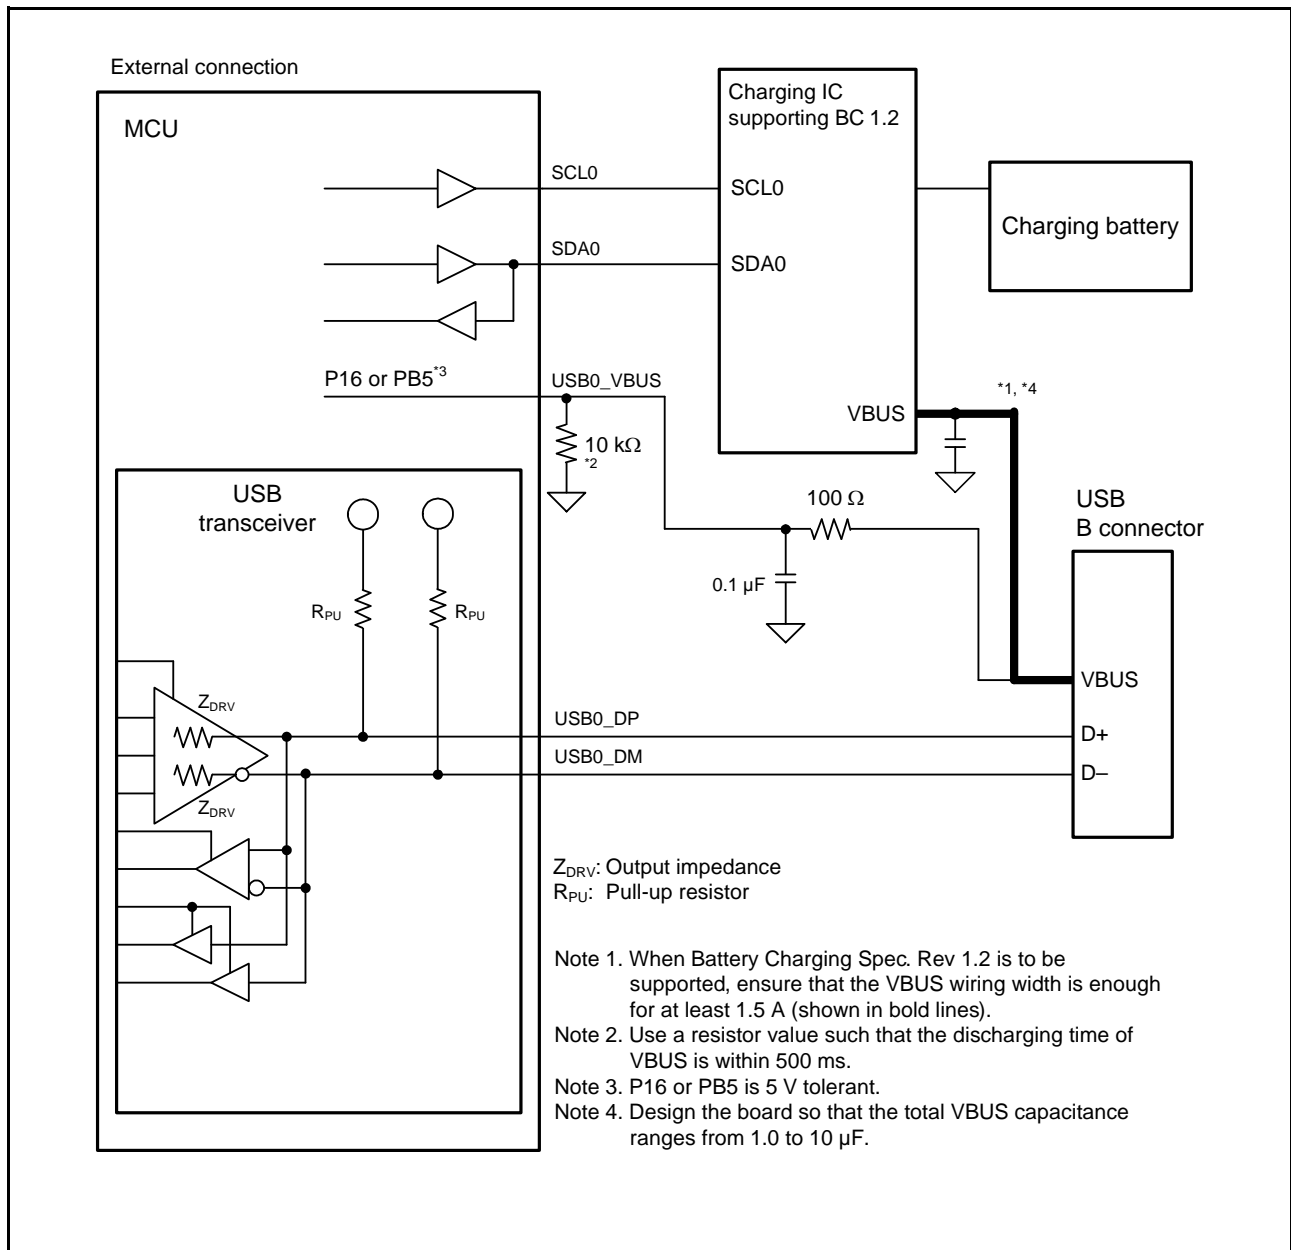 External connection
MCU
Charging IC
supporting BC 1.2
SCL0
SCL0
Charging battery
SDA0
SDA0
P16 or PB5*3
USB0_VBUS
*1, *4
VBUS
10 kΩ
*2
USB
transceiver
100 Ω
USB
B connector
0.1 µF
RPU
RPU
VBUS
ZDRV
USB0_DP
D+
USB0_DM
D–
ZDRV
ZDRV: Output impedance
RPU: Pull-up resistor
Note 1. When Battery Charging Spec. Rev 1.2 is to be
supported, ensure that the VBUS wiring width is enough
for at least 1.5 A (shown in bold lines).
Note 2. Use a resistor value such that the discharging time of
VBUS is within 500 ms.
Note 3. P16 or PB5 is 5 V tolerant.
Note 4. Design the board so that the total VBUS capacitance
ranges from 1.0 to 10 µF.